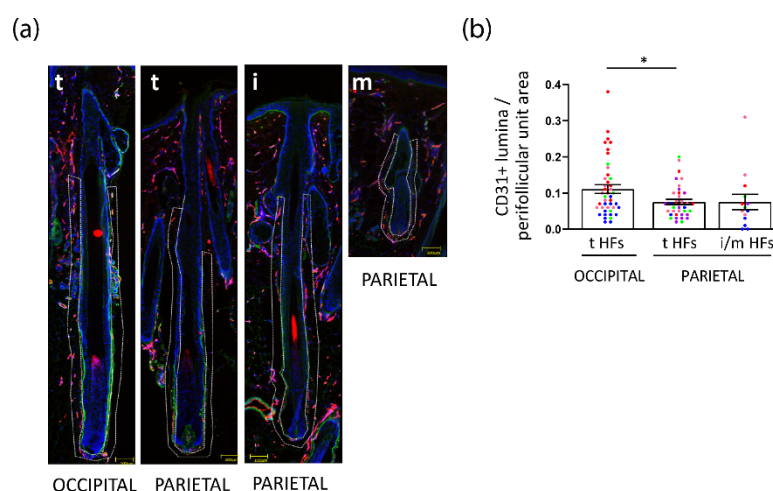 (a)
(b)
t
t
i
m
OCCIPITAL
PARIETAL
PARIETAL
PARIETAL
CD31+ lumina /
perifollicular unit area
0.4
0.3
0.2
0.1
0.0
*
t HFs
t HFs
i/m HFs
OCCIPITAL
PARIETAL